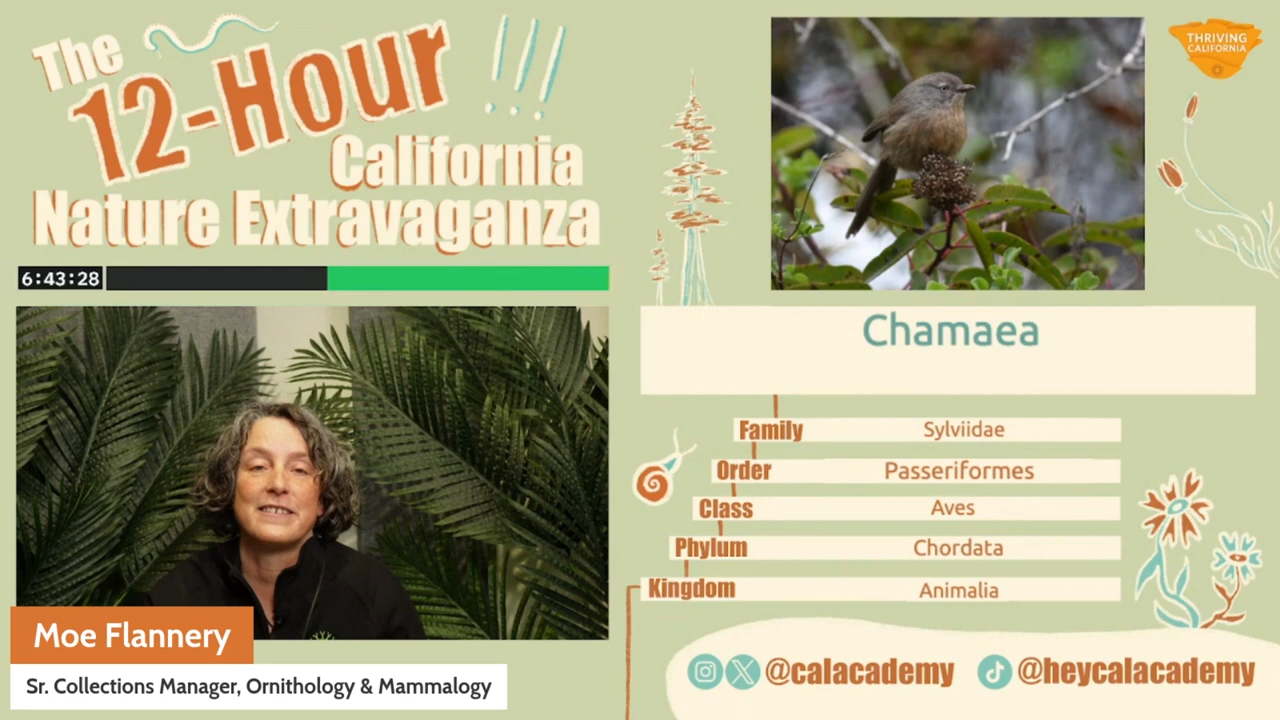 The
12-Hour !!!
California
Nature Extravaganza
6:43:28
Moe Flannery
Sr. Collections Manager, Ornithology & Mammalogy
THRIVING
CALIFORNIA
Chamaea
Family Sylviidae
Order Passeriformes
Class Aves
Phylum Chordata
Kingdom Animalia
@calacademy @heycalacademy